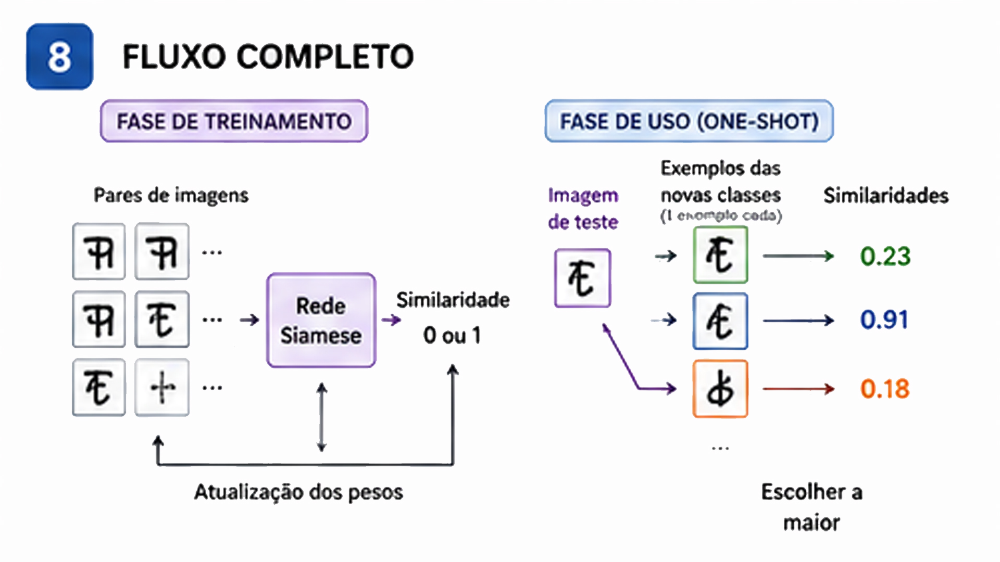 8
FLUXO COMPLETO
FASE DE TREINAMENTO
Pares de imagens
...
...
...
Rede
Siamese
Similaridade
0 ou 1
Atualização dos pesos
FASE DE USO (ONE-SHOT)
Imagem
de teste
Exemplos das
novas classes
(1
Similaridades
0.23
0.91
0.18
...
Escolher a
maior